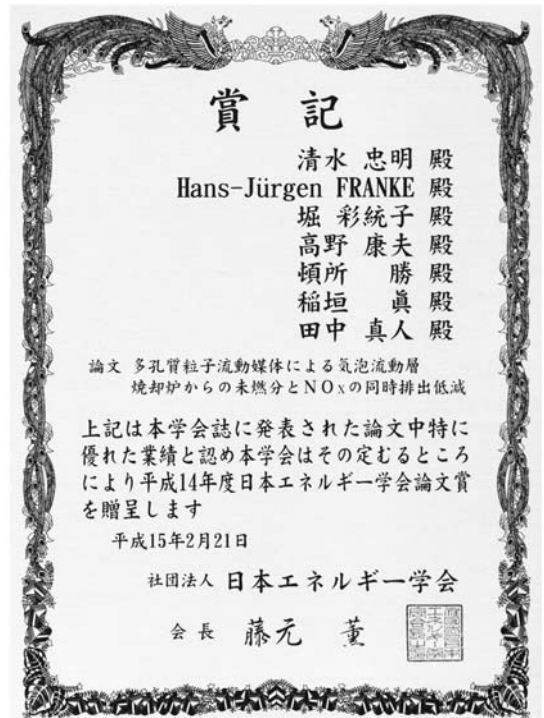 賞 記
清水 忠明 殿
Hans-Jürgen FRANKE 殿
堀 彩統子 殿
高野 康夫 殿
頓所 勝 殿
稲垣 眞 殿
田中 真人 殿
論文 多孔質粒子流動媒体による気泡流動層
焼却炉からの未燃分とNOxの同時排出低減
上記は本学会誌に発表された論文中特に
優れた業績と認め本学会はその定むるところ
により平成14年度日本エネルギー学会論文賞
を贈呈します
平成15年2月21日
社団法人 日本エネルギー学会
会長 藤元 薫